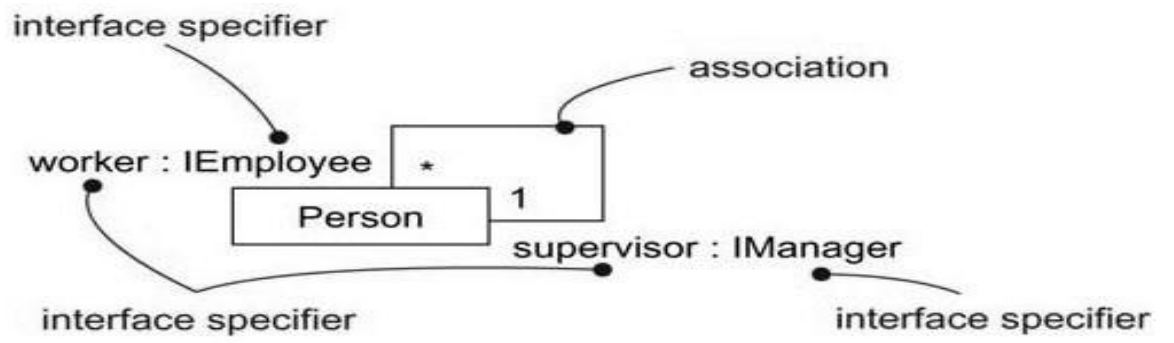 interface specifier
association
worker : IEmployee
*
Person
1
supervisor : IManager
interface specifier
interface specifier